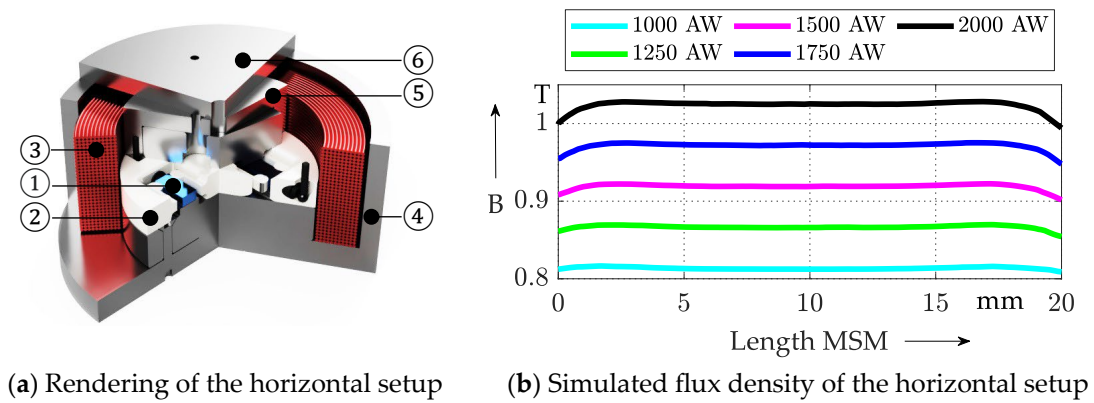 ⑥
⑤
③
①
②
④
1000 AW 1500 AW 2000 AW
1250 AW 1750 AW
T
1
B 0.9
0.8
0 5 10 15 mm 20
Length MSM
(a) Rendering of the horizontal setup
(b) Simulated flux density of the horizontal setup